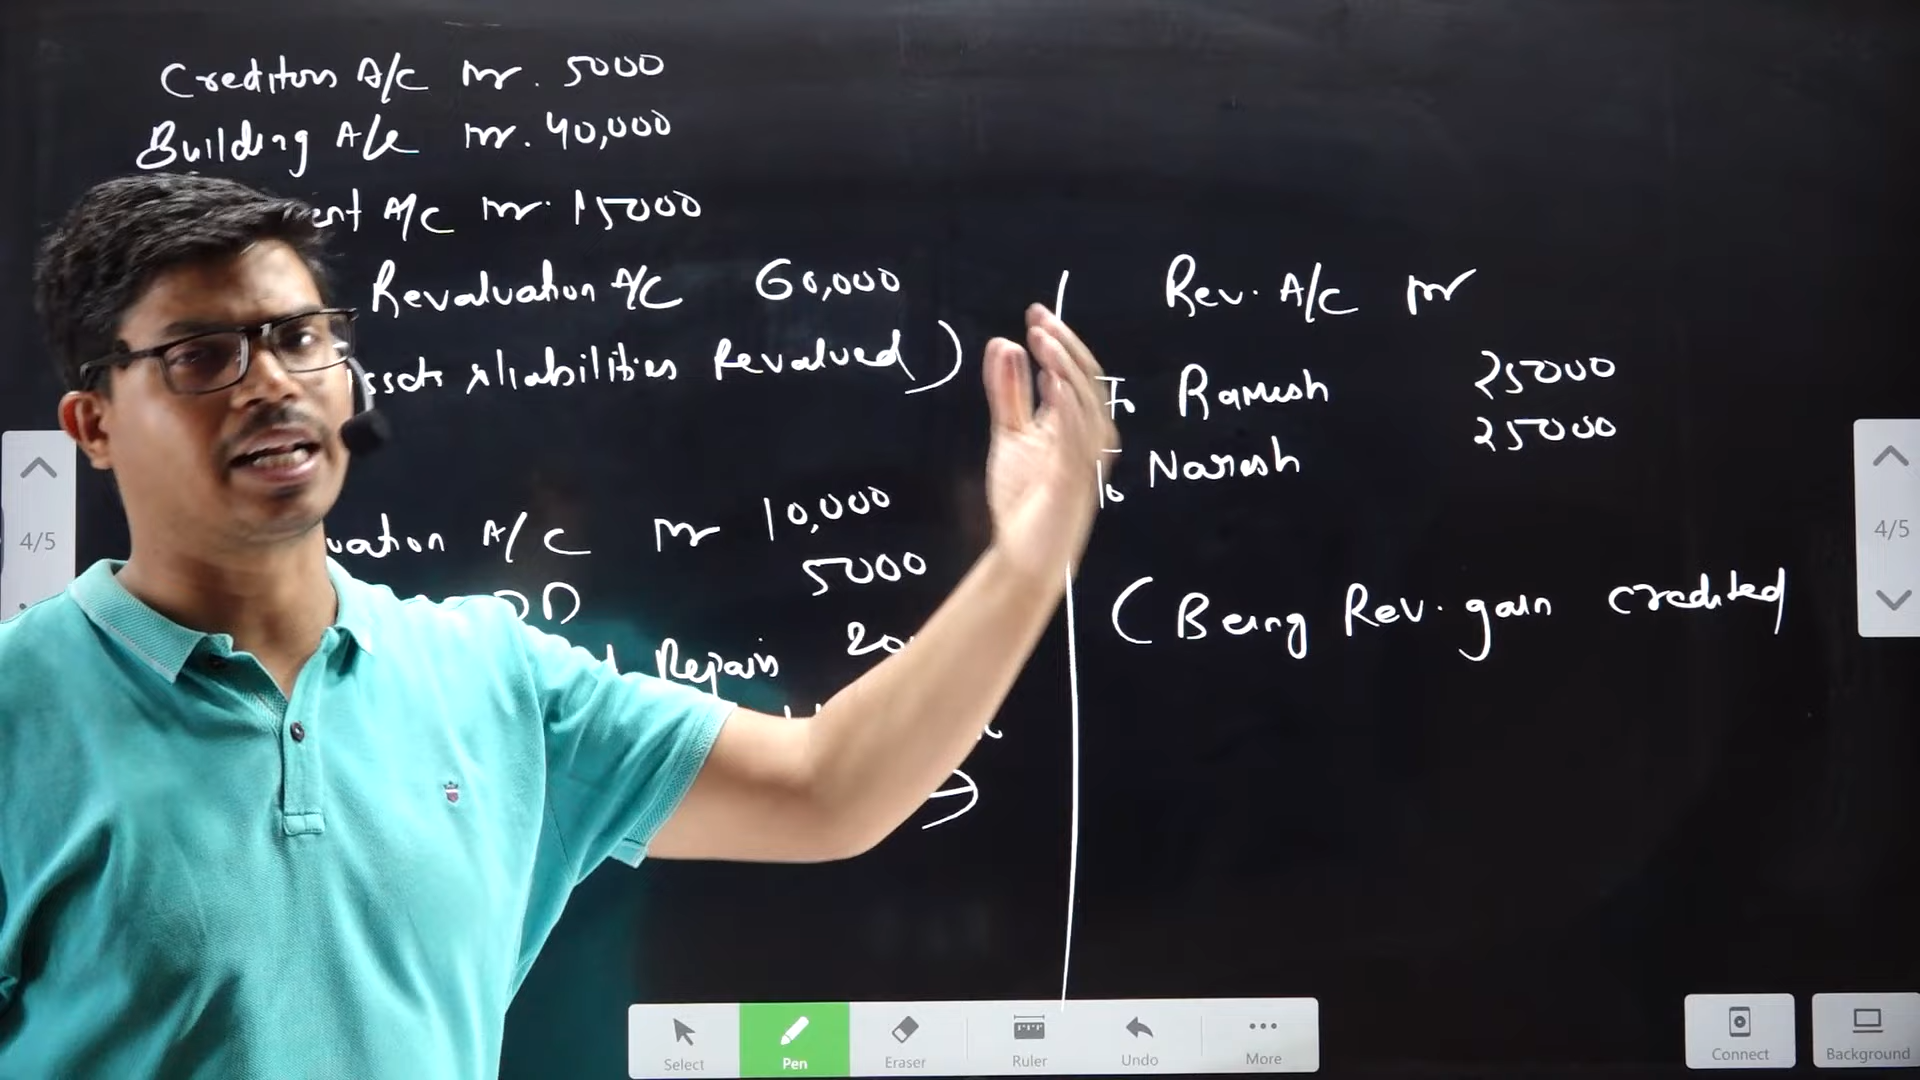 Creditors A/c Dr. 5000
Building A/c Dr. 40,000
ent A/C Dr. 15000
Revaluation A/C 60,000
ssets & liabilities Revalued)
uation A/C Dr 10,000
5000
DD
Repairs 20
Rev. A/C Dr
To Ramesh 25000
To Naresh 25000
(Being Rev. gain credited
4/5
4/5
Select
Pen
Eraser
Ruler
Undo
More
Connect
Background